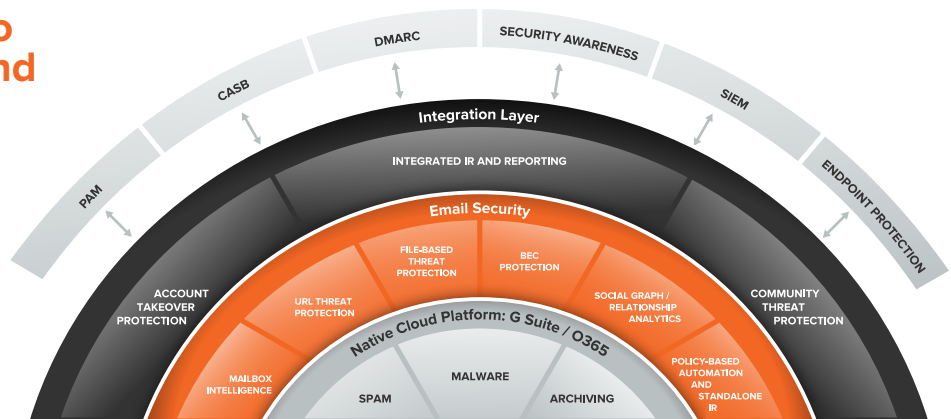 o
nd
PAM
CASB
DMARC
SECURITY AWARENESS
SIEM
ENDPOINT PROTECTION
Integration Layer
ACCOUNT
TAKEOVER
PROTECTION
INTEGRATED IR AND REPORTING
COMMUNITY
THREAT
PROTECTION
Email Security
MAILBOX
INTELLIGENCE
URL THREAT
PROTECTION
FILE-BASED
THREAT
PROTECTION
BEC
PROTECTION
SOCIAL GRAPH /
RELATIONSHIP
ANALYTICS
POLICY-BASED
AUTOMATION
AND
STANDALONE
IR
Native Cloud Platform: G Suite / O365
SPAM
MALWARE
ARCHIVING